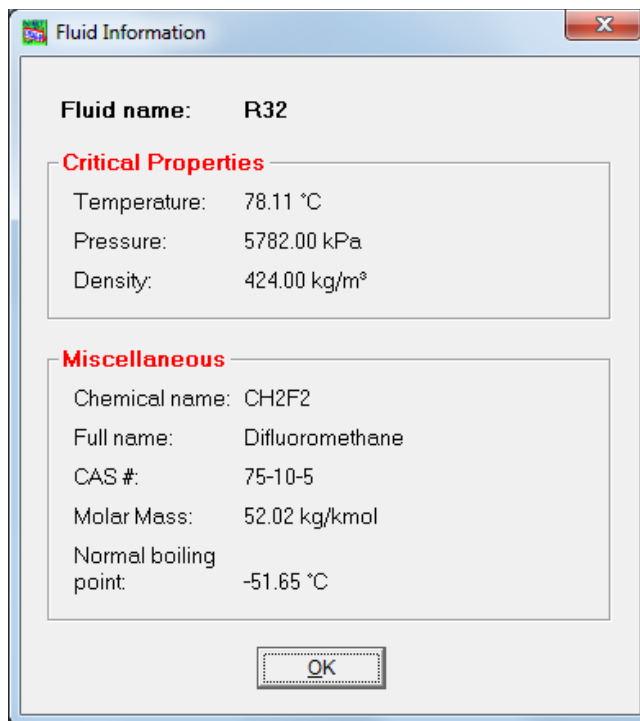 Fluid Information
Fluid name: R32
Critical Properties
Temperature: 78.11 °C
Pressure: 5782.00 kPa
Density: 424.00 kg/m³
Miscellaneous
Chemical name: CH2F2
Full name: Difluoromethane
CAS #: 75-10-5
Molar Mass: 52.02 kg/kmol
Normal boiling
point: -51.65 °C
OK